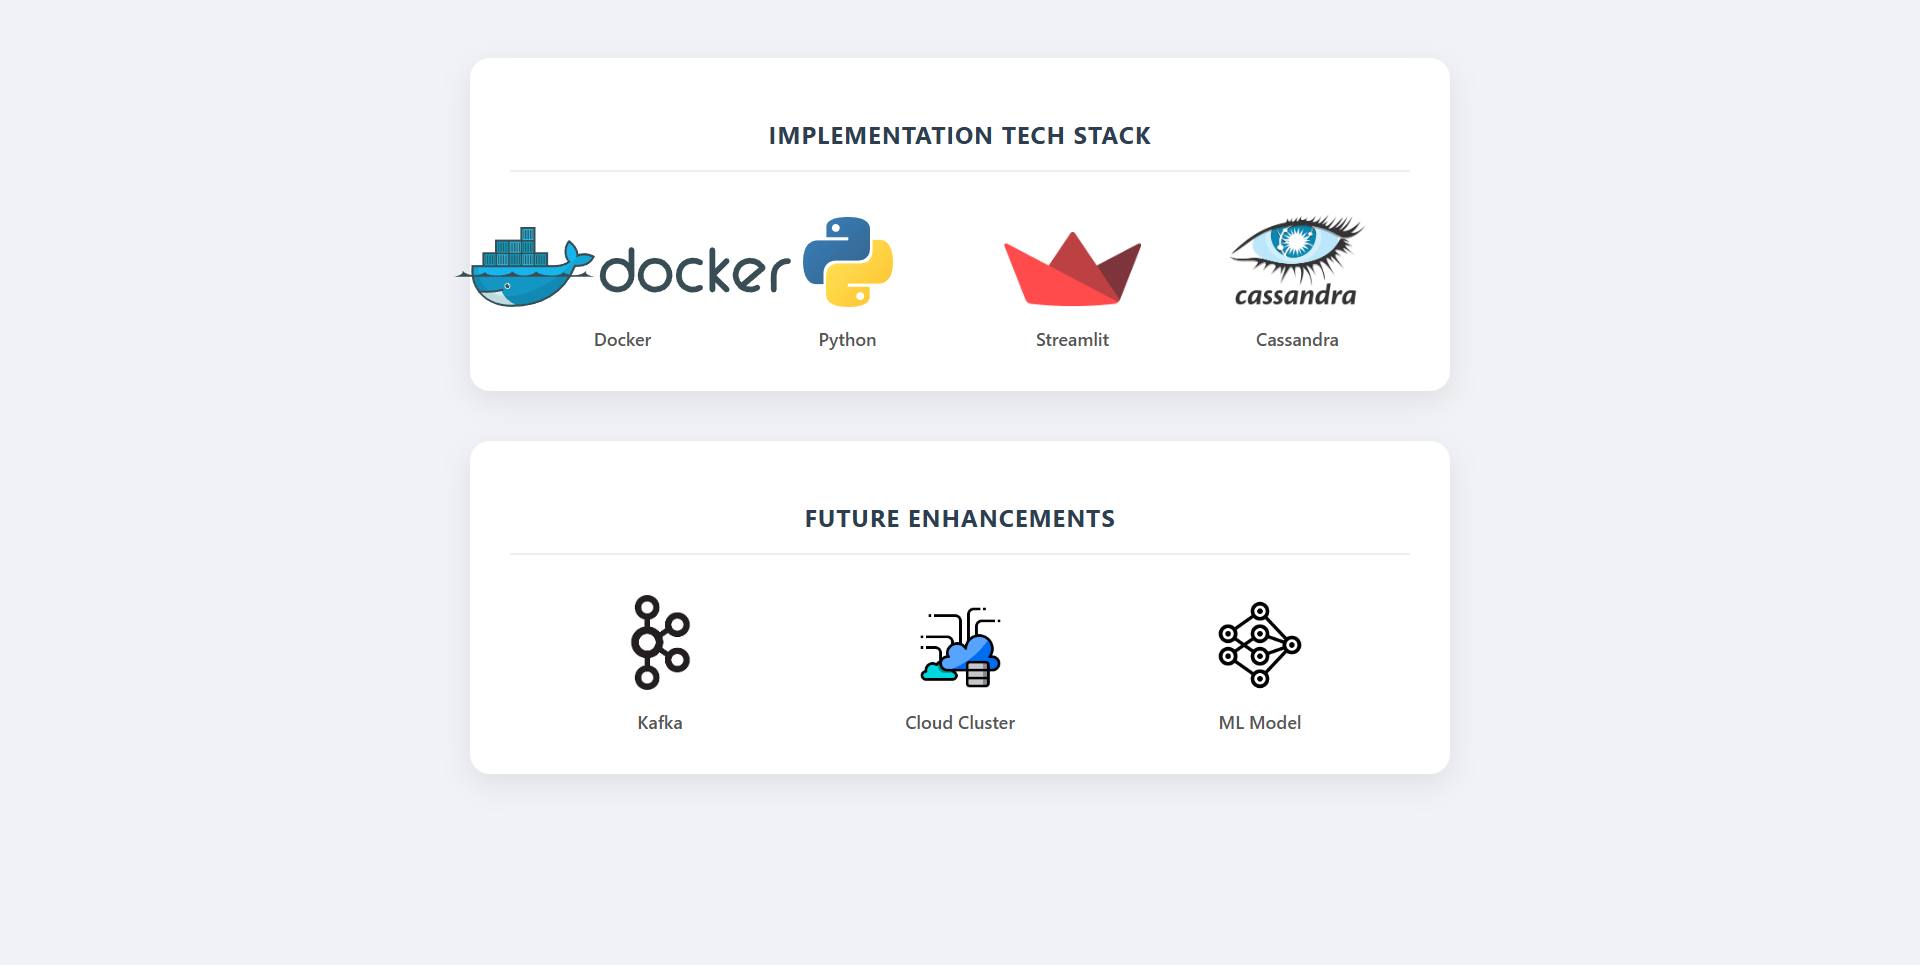 IMPLEMENTATION TECH STACK
docker
cassandra
Docker Python Streamlit Cassandra
FUTURE ENHANCEMENTS
Kafka Cloud Cluster ML Model